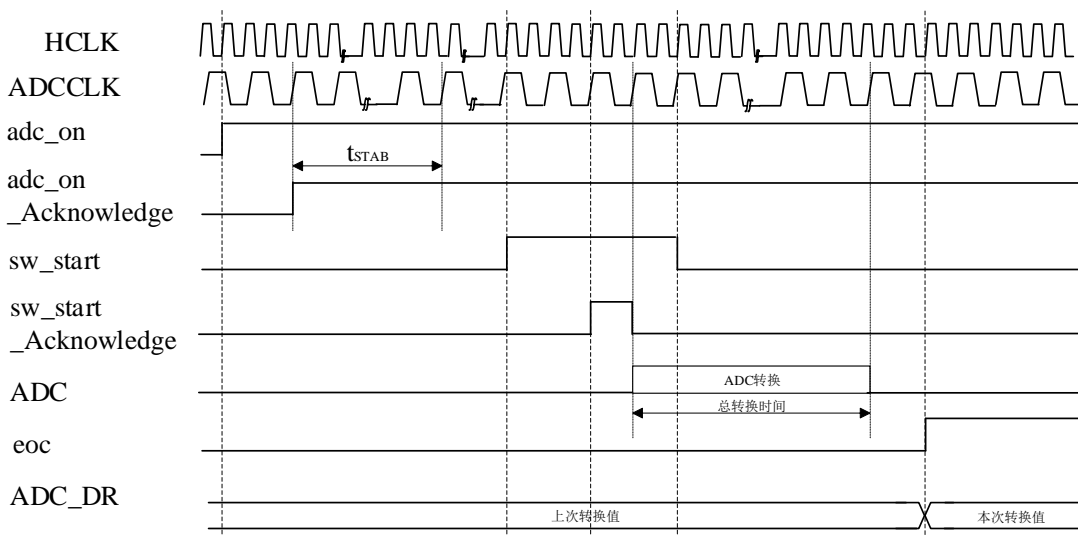 HCLK
ADCCLK
adc_on
tSTAB
adc_on
_Acknowledge
sw_start
sw_start
_Acknowledge
ADC转换
ADC
总转换时间
eoc
ADC_DR
上次转换值
本次转换值